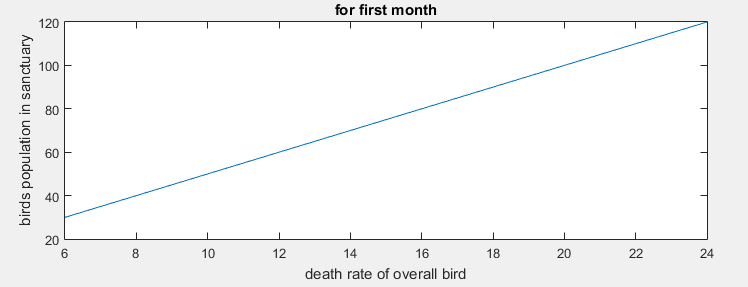 for first month
birds population in sanctuary
120
100
80
60
40
20
6 8 10 12 14 16 18 20 22 24
death rate of overall bird